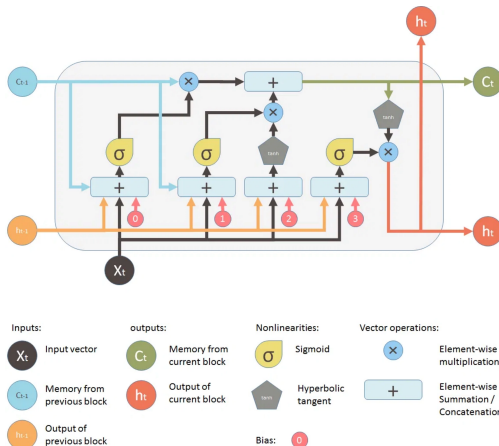 ht
Ct-1
×
+
Ct
tanh
×
σ
σ
tanh
σ
×
+
+
+
+
0
1
2
3
ht-1
ht
Xt
Inputs:
outputs:
Nonlinearities:
Vector operations:
Xt
Input vector
Ct
Memory from
current block
σ
Sigmoid
×
Element-wise
multiplication
Ct-1
Memory from
previous block
ht
Output of
current block
tanh
Hyperbolic
tangent
+
Element-wise
Summation /
Concatenation
ht-1
Output of
previous block
Bias:
0